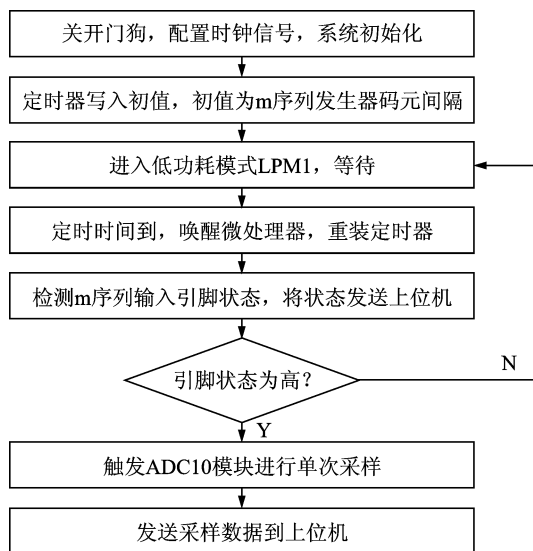 关开门狗，配置时钟信号，系统初始化
定时器写入初值，初值为m序列发生器码元间隔
进入低功耗模式LPM1，等待
定时时间到，唤醒微处理器，重装定时器
检测m序列输入引脚状态，将状态发送上位机
引脚状态为高？
N
Y
触发ADC10模块进行单次采样
发送采样数据到上位机